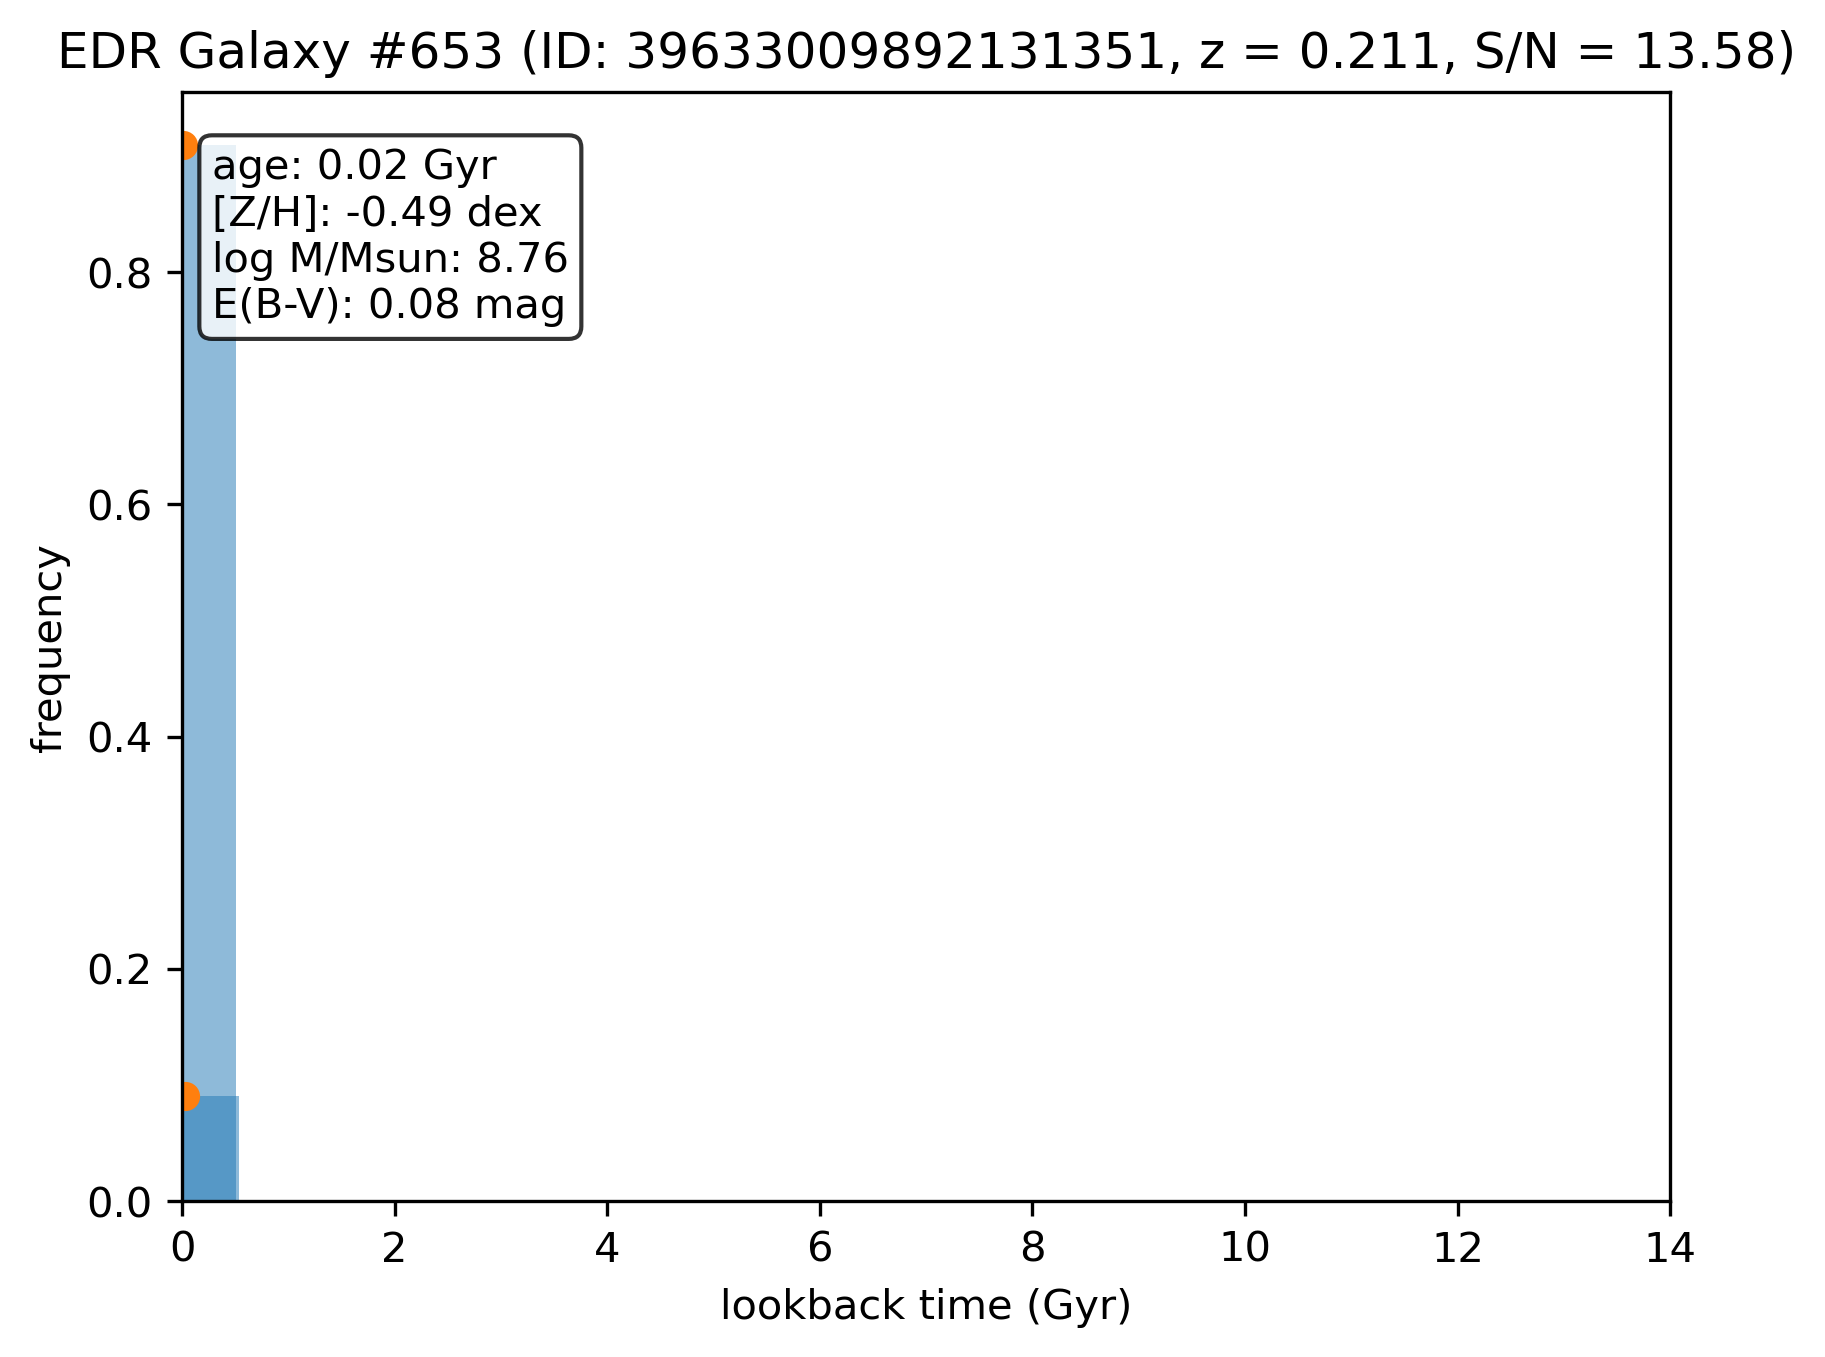 EDR Galaxy #653 (ID: 39633009892131351, z = 0.211, S/N = 13.58)
age: 0.02 Gyr
[Z/H]: -0.49 dex
log M/Msun: 8.76
E(B-V): 0.08 mag
0.8
0.6
0.4
0.2
0.0
frequency
0 2 4 6 8 10 12 14
lookback time (Gyr)